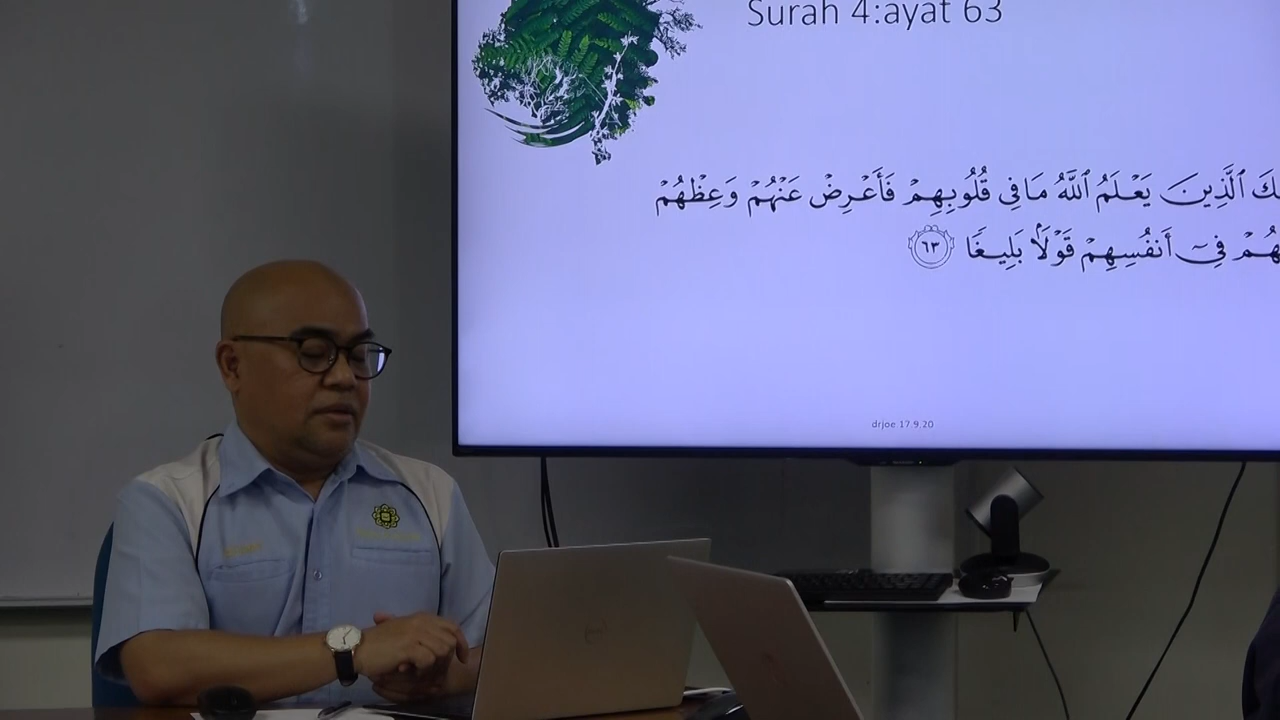 Surah 4:ayat 63
ـِٕكَ ٱلَّذِينَ يَعْلَمُ ٱللَّهُ مَا فِى قُلُوبِهِمْ فَأَعْرِضْ عَنْهُمْ وَعِظْهُمْ
هُمْ فِىٓ أَنفُسِهِمْ قَوْلًۢا بَلِيغًا ٦٣
drjoe 17.9.20